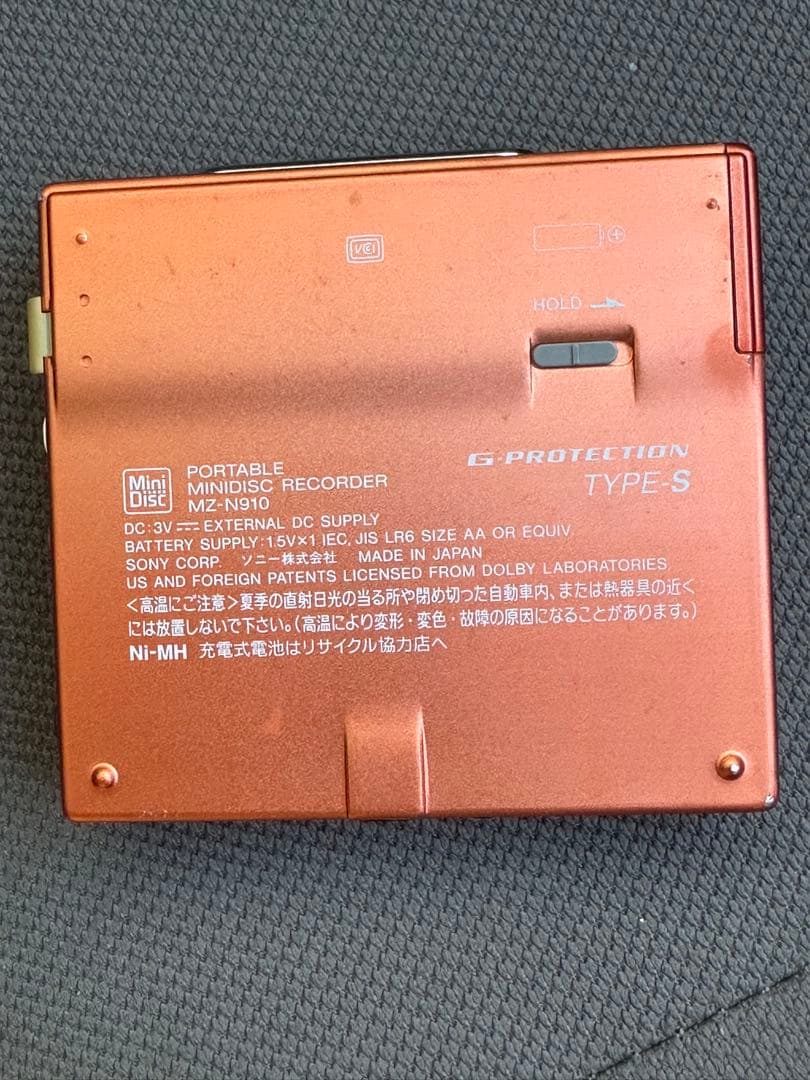 VCI
⊕
HOLD
G-PROTECTION
TYPE-S
Mini Disc
PORTABLE
MINIDISC RECORDER
MZ-N910
DC:3V ⎓ EXTERNAL DC SUPPLY
BATTERY SUPPLY:1.5V×1 IEC, JIS LR6 SIZE AA OR EQUIV.
SONY CORP. ソニー株式会社 MADE IN JAPAN
US AND FOREIGN PATENTS LICENSED FROM DOLBY LABORATORIES.
<高温にご注意>夏季の直射日光の当る所や閉め切った自動車内、または熱器具の近く
には放置しないで下さい。(高温により変形・変色・故障の原因になることがあります。)
Ni-MH 充電式電池はリサイクル協力店へ